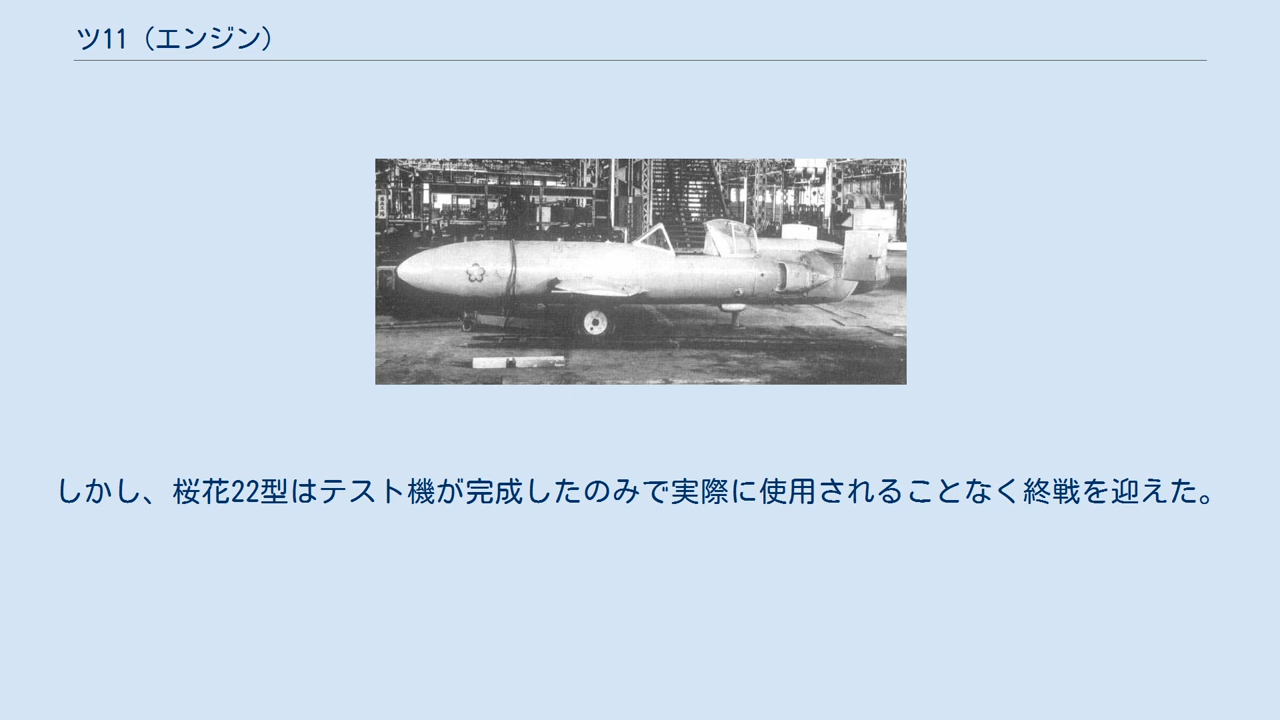 ツ11（エンジン）
しかし、桜花22型はテスト機が完成したのみで実際に使用されることなく終戦を迎えた。